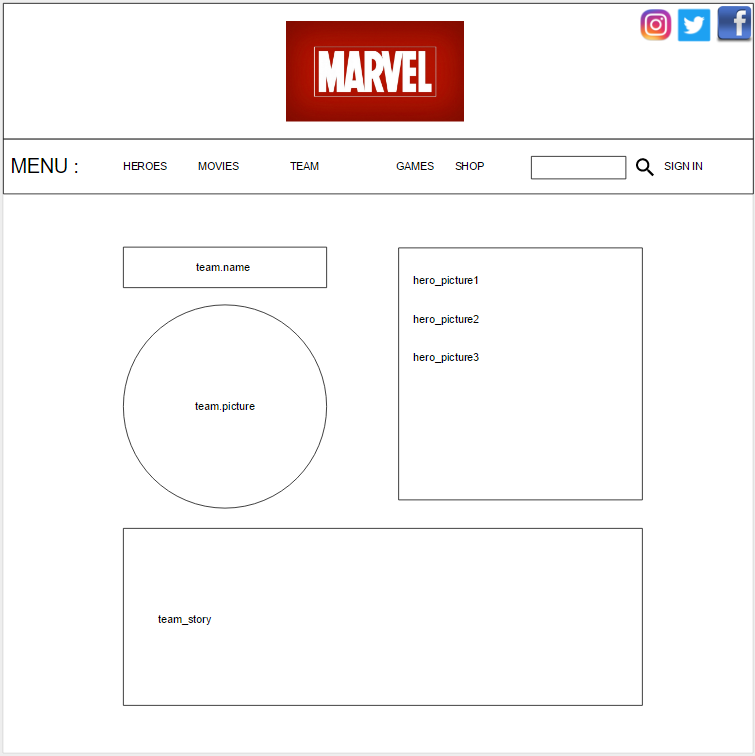 MARVEL
MENU : HEROES MOVIES TEAM GAMES SHOP SIGN IN
team.name
hero_picture1
hero_picture2
hero_picture3
team.picture
team_story